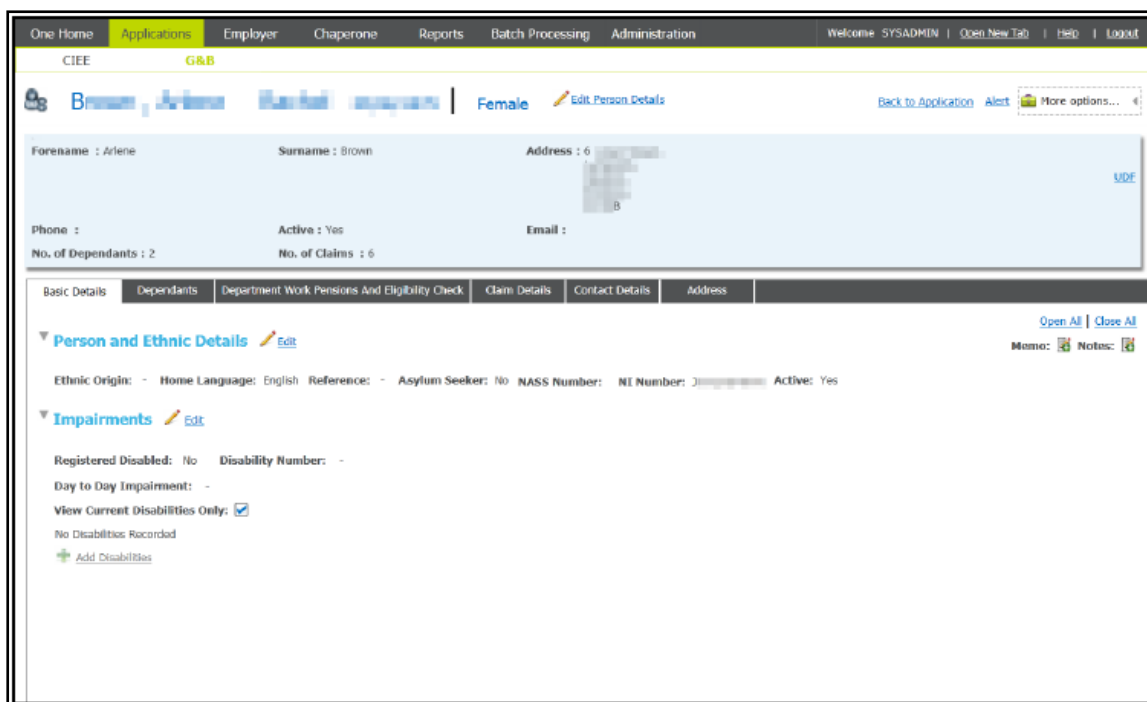 One Home Applications Employer Chaperone Reports Batch Processing Administration Welcome SYSADMIN | Open New Tab | Help | Logout
CIEE G&B
Female Edit Person Details Back to Application Alert More options...
Forename : Arlene Surname : Brown Address : 6
UDF
B
Phone : Active : Yes Email :
No. of Dependants : 2 No. of Claims : 6
Basic Details Dependants Department Work Pensions And Eligibility Check Claim Details Contact Details Address
Open All | Close All
Person and Ethnic Details Edit Memo: Notes:
Ethnic Origin: - Home Language: English Reference: - Asylum Seeker: No NASS Number: NI Number: J Active: Yes
Impairments Edit
Registered Disabled: No Disability Number: -
Day to Day Impairment: -
View Current Disabilities Only:
No Disabilities Recorded
Add Disabilities